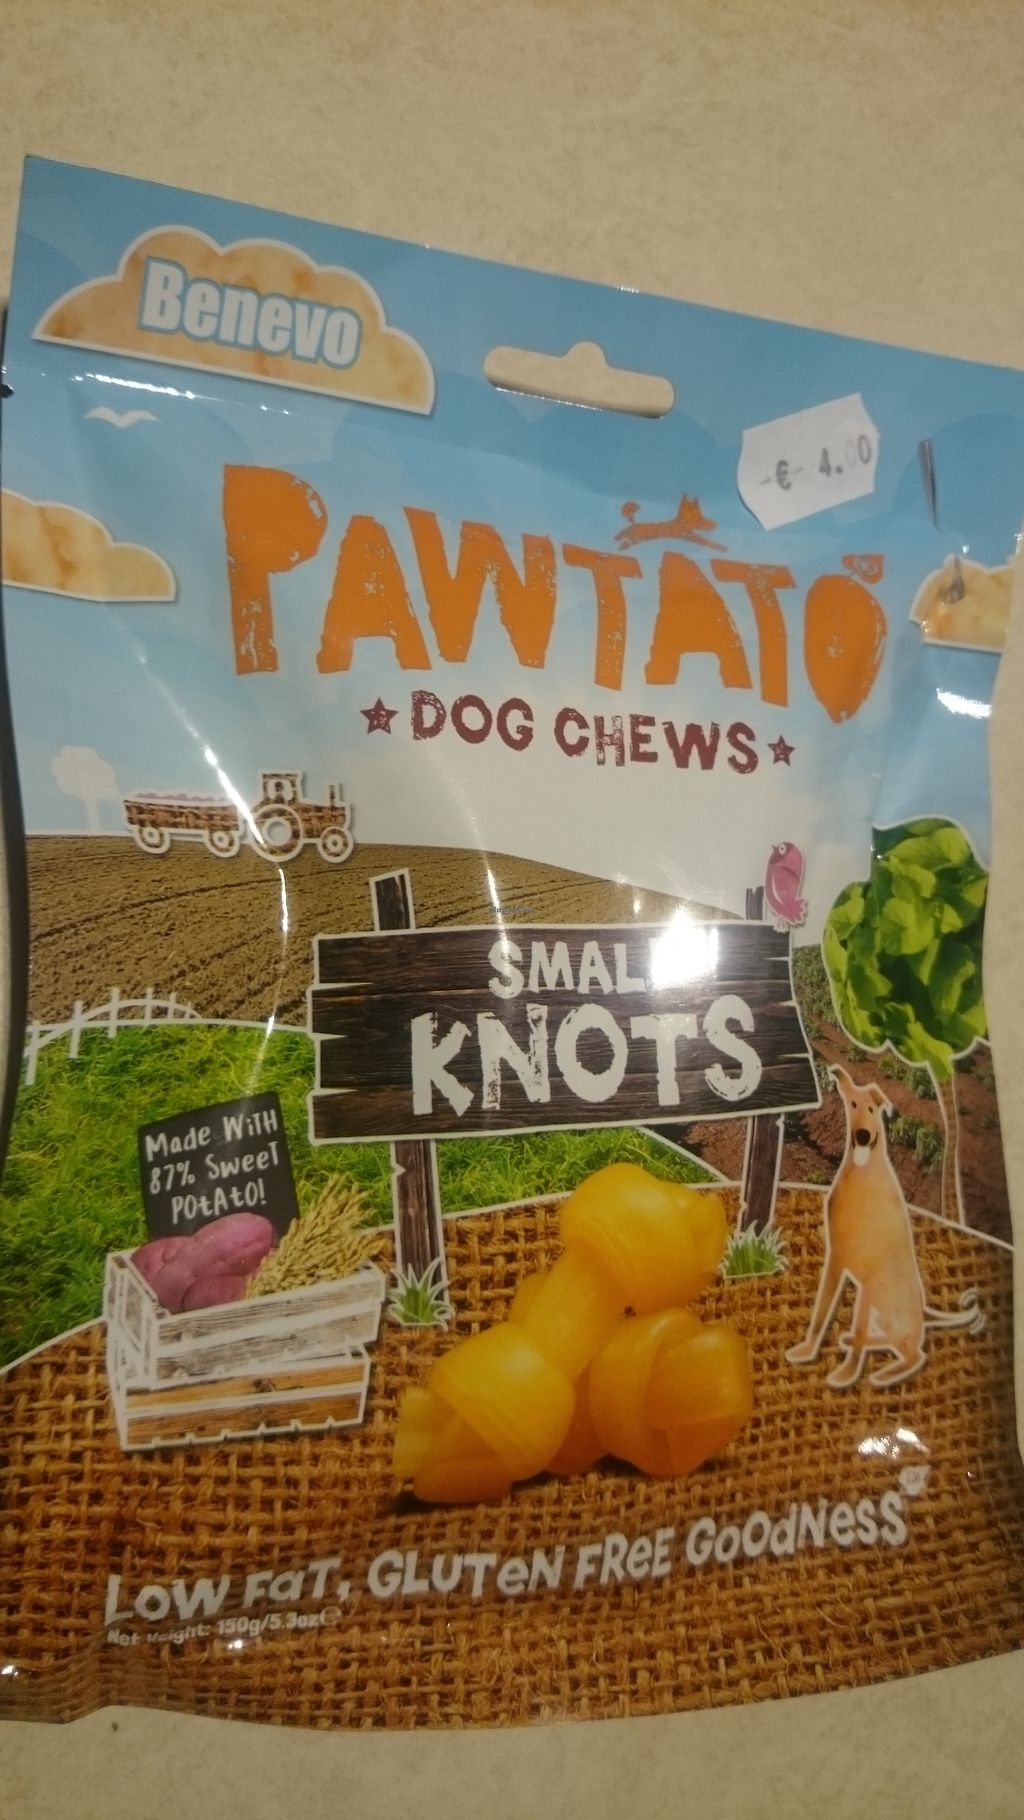 Benevo
€ 4.00
PAWTATO
DOG CHEWS
SMALL
KNOTS
Made WitH
87% Sweet
POtAtO!
LOW FaT, GLUTeN FRee GoodNess
Net Weight: 150g/5.3oz e